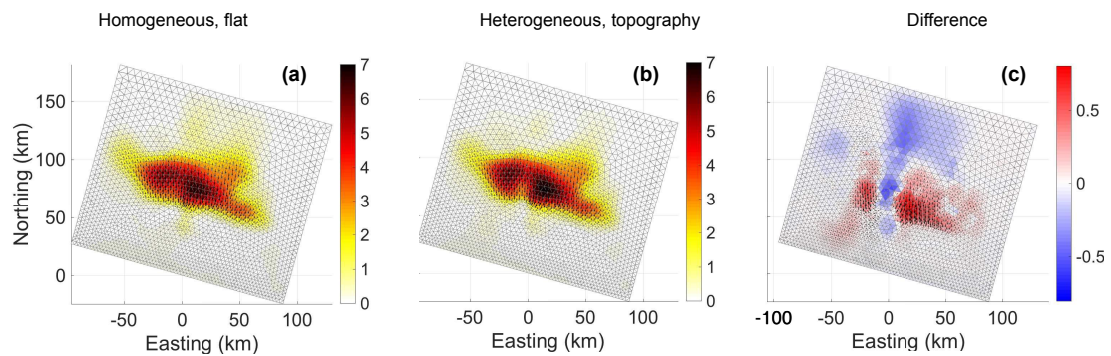 Homogeneous, flat
Heterogeneous, topography
Difference
(a)
(b)
(c)
7
6
5
4
3
2
1
0
7
6
5
4
3
2
1
0
0.5
0
-0.5
150
100
50
0
Northing (km)
-50 0 50 100
-50 0 50 100
-100 -50 0 50 100
Easting (km)
Easting (km)
Easting (km)